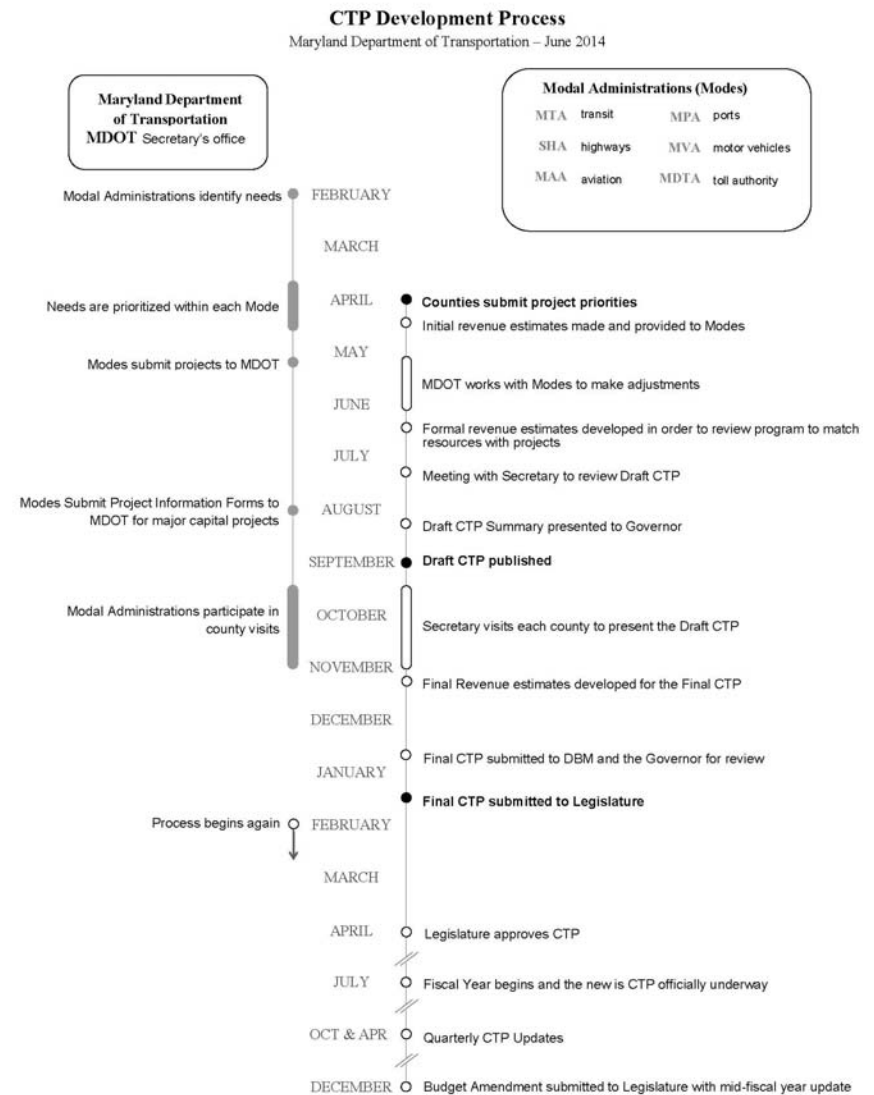 CTP Development Process
Maryland Department of Transportation – June 2014
Maryland Department
of Transportation
MDOT Secretary's office
Modal Administrations (Modes)
MTA transit MPA ports
SHA highways MVA motor vehicles
MAA aviation MDTA toll authority
Modal Administrations identify needs FEBRUARY
MARCH
Needs are prioritized within each Mode APRIL Counties submit project priorities
Initial revenue estimates made and provided to Modes
Modes submit projects to MDOT MAY
MDOT works with Modes to make adjustments
JUNE
Formal revenue estimates developed in order to review program to match
resources with projects
JULY
Meeting with Secretary to review Draft CTP
Modes Submit Project Information Forms to
MDOT for major capital projects
AUGUST
Draft CTP Summary presented to Governor
SEPTEMBER Draft CTP published
Modal Administrations participate in
county visits
OCTOBER
Secretary visits each county to present the Draft CTP
NOVEMBER
Final Revenue estimates developed for the Final CTP
DECEMBER
Final CTP submitted to DBM and the Governor for review
JANUARY
Final CTP submitted to Legislature
Process begins again FEBRUARY
MARCH
APRIL Legislature approves CTP
JULY Fiscal Year begins and the new is CTP officially underway
OCT & APR Quarterly CTP Updates
DECEMBER Budget Amendment submitted to Legislature with mid-fiscal year update